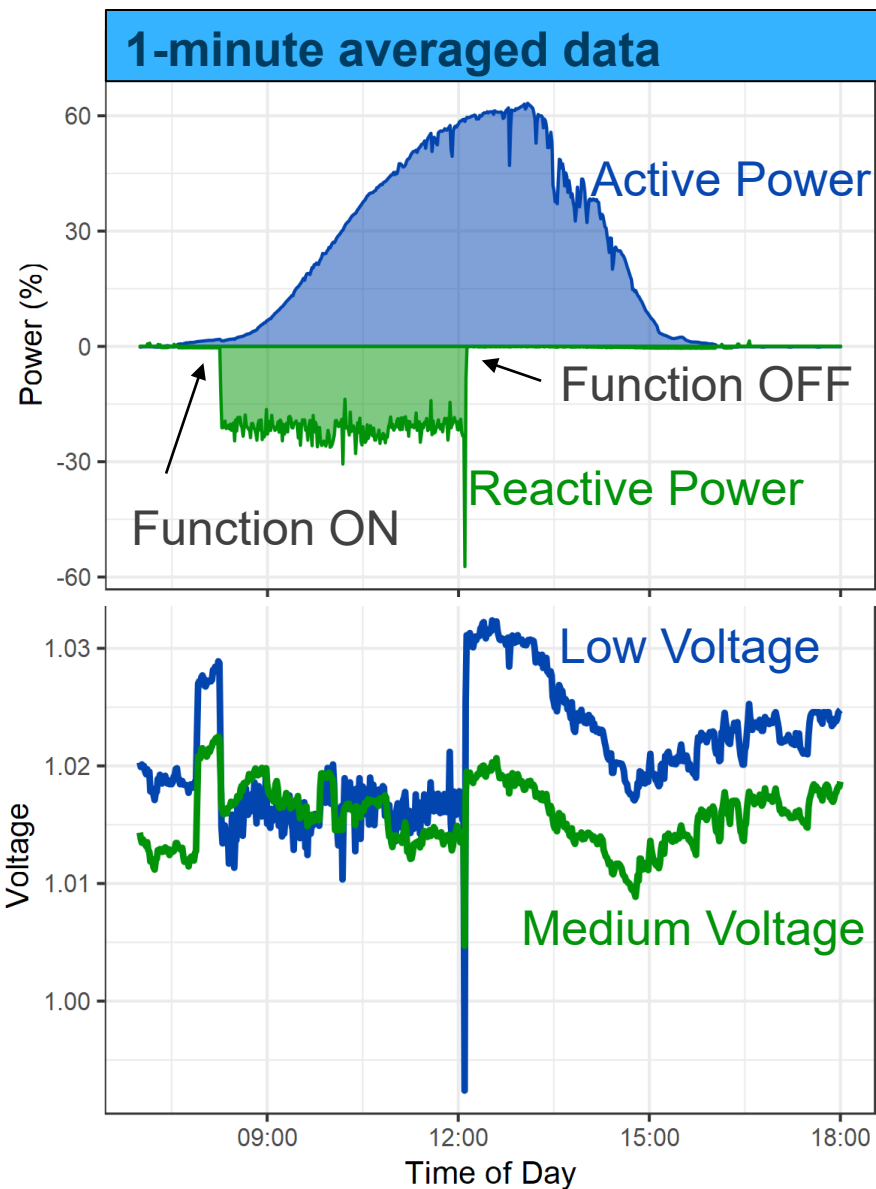 1-minute averaged data
60
30
0
-30
-60
Power (%)
Active Power
Function OFF
Reactive Power
Function ON
1.03
1.02
1.01
1.00
Voltage
Low Voltage
Medium Voltage
09:00 12:00 15:00 18:00
Time of Day